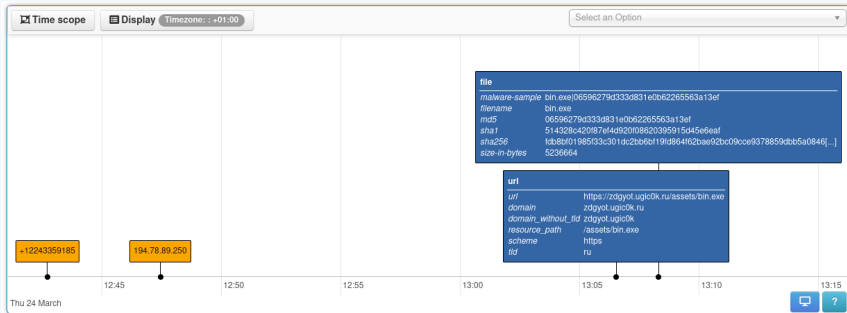 Time scope
Display Timezone: : +01:00
Select an Option
file
malware-sample bin.exe|06596279d333d831e0b62265563a13ef
filename bin.exe
md5 06596279d333d831e0b62265563a13ef
sha1 514328c420f87ef4d920f08620395915d45e6eaf
sha256 fdb8bf01985f33c301dc2bb6bf19fd864f62bae92bc09cce9378859dbb5a0846[...]
size-in-bytes 5236664
url
url https://zdgyot.ugic0k.ru/assets/bin.exe
domain zdgyot.ugic0k.ru
domain_without_tld zdgyot.ugic0k
resource_path /assets/bin.exe
scheme https
tld ru
+12243359185
194.78.89.250
12:45
12:50
12:55
13:00
13:05
13:10
13:15
Thu 24 March
?